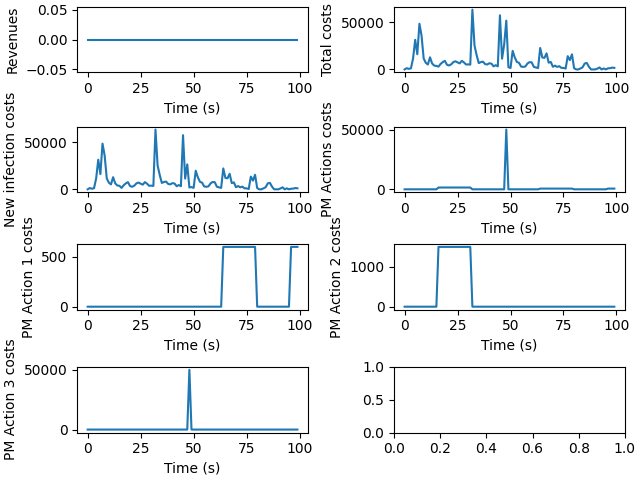 Revenues
0.05
0.00
−0.05
0 25 50 75 100
Time (s)
Total costs
50000
0
0 25 50 75 100
Time (s)
New infection costs
50000
0
0 25 50 75 100
Time (s)
PM Actions costs
50000
0
0 25 50 75 100
Time (s)
PM Action 1 costs
500
0
0 25 50 75 100
Time (s)
PM Action 2 costs
1000
0
0 25 50 75 100
Time (s)
PM Action 3 costs
50000
0
0 25 50 75 100
Time (s)
1.0
0.5
0.0
0.0 0.2 0.4 0.6 0.8 1.0